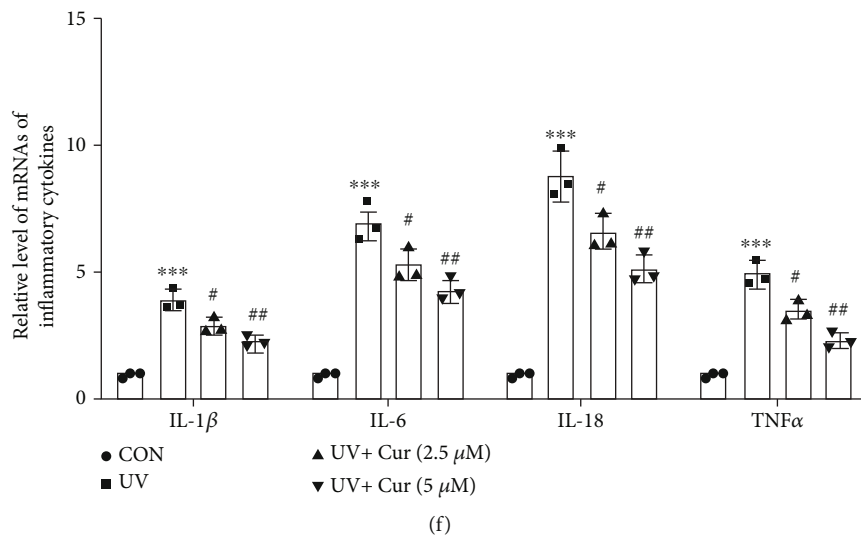 Relative level of mRNAs of
inflammatory cytokines
15
10
5
0
*** # ##
*** # ##
*** # ##
*** # ##
IL-1β IL-6 IL-18 TNFα
CON
UV
UV+ Cur (2.5 μM)
UV+ Cur (5 μM)
(f)